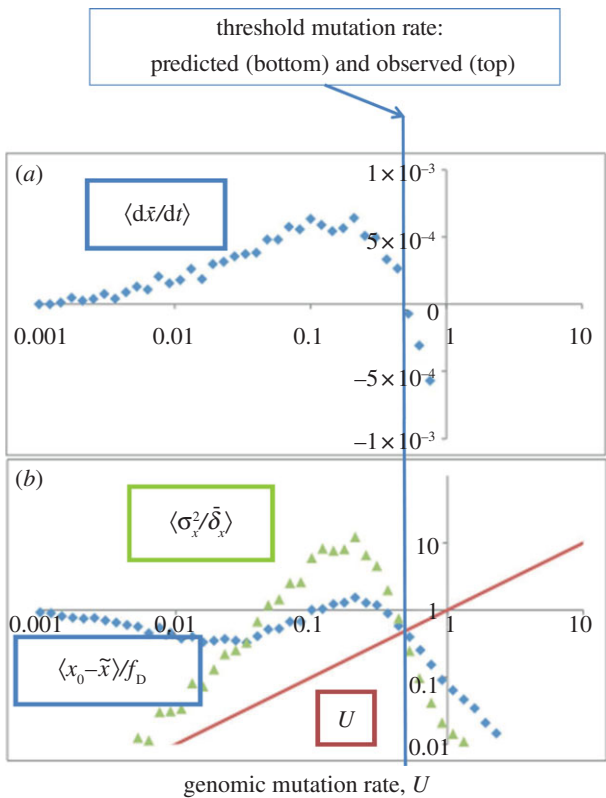 threshold mutation rate:
predicted (bottom) and observed (top)
(a)
⟨dx̄/dt⟩
1×10⁻³
5×10⁻⁴
0
0.001 0.01 0.1 1 10
−5×10⁻⁴
−1×10⁻³
(b)
⟨σₓ²/δ̄ₓ⟩
10
1
0.001 0.01 0.1 10
⟨x₀–x̃⟩/f_D
0.1
U
0.01
genomic mutation rate, U